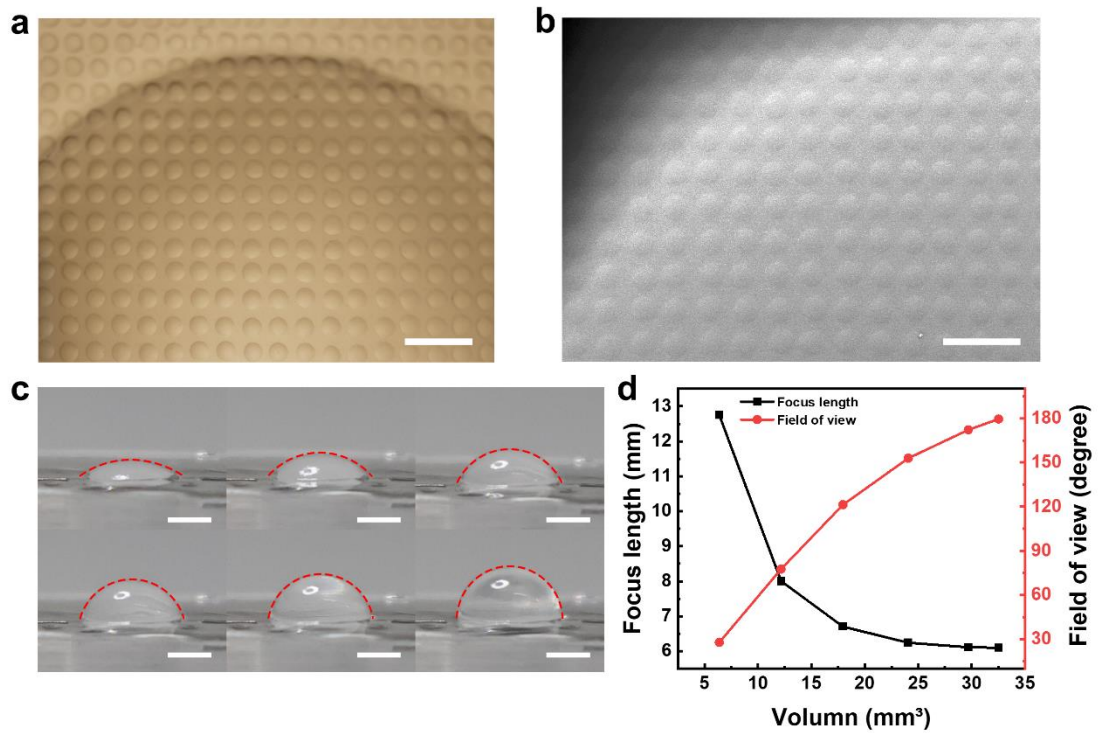 a
b
c
d
Focus length
Field of view
Focus length (mm)
13
12
11
10
9
8
7
6
180
150
120
90
60
30
Field of view (degree)
5
10
15
20
25
30
35
Volumn (mm³)